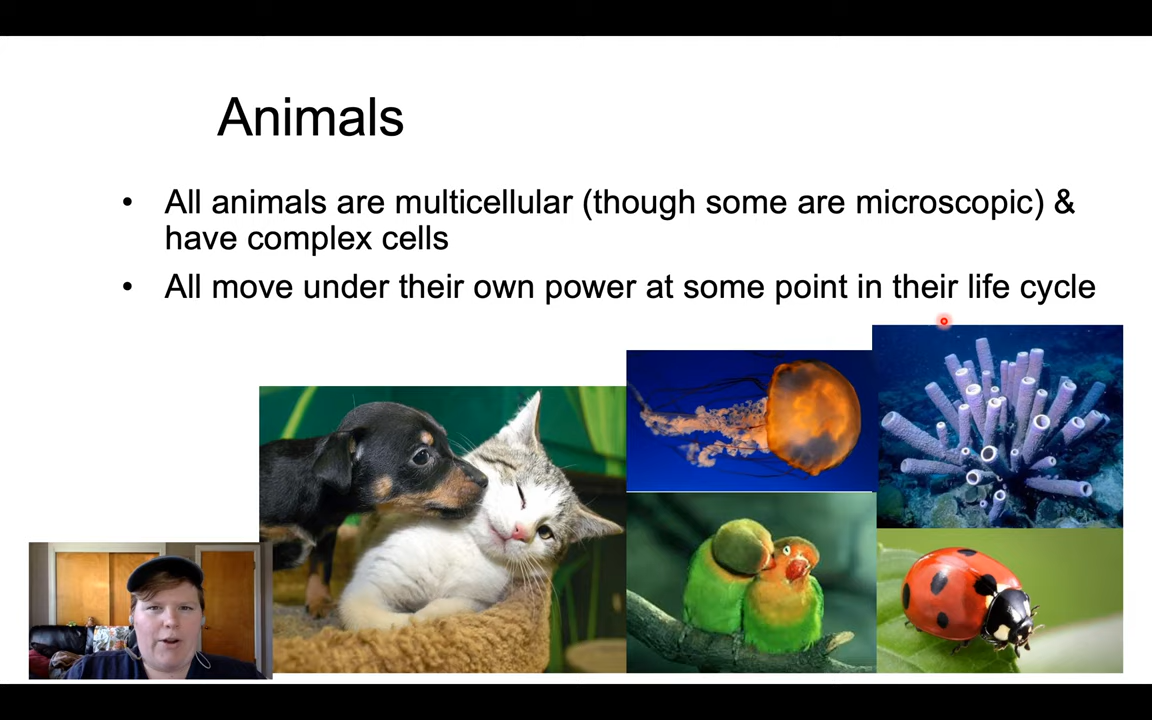 Animals
• All animals are multicellular (though some are microscopic) &
have complex cells
• All move under their own power at some point in their life cycle